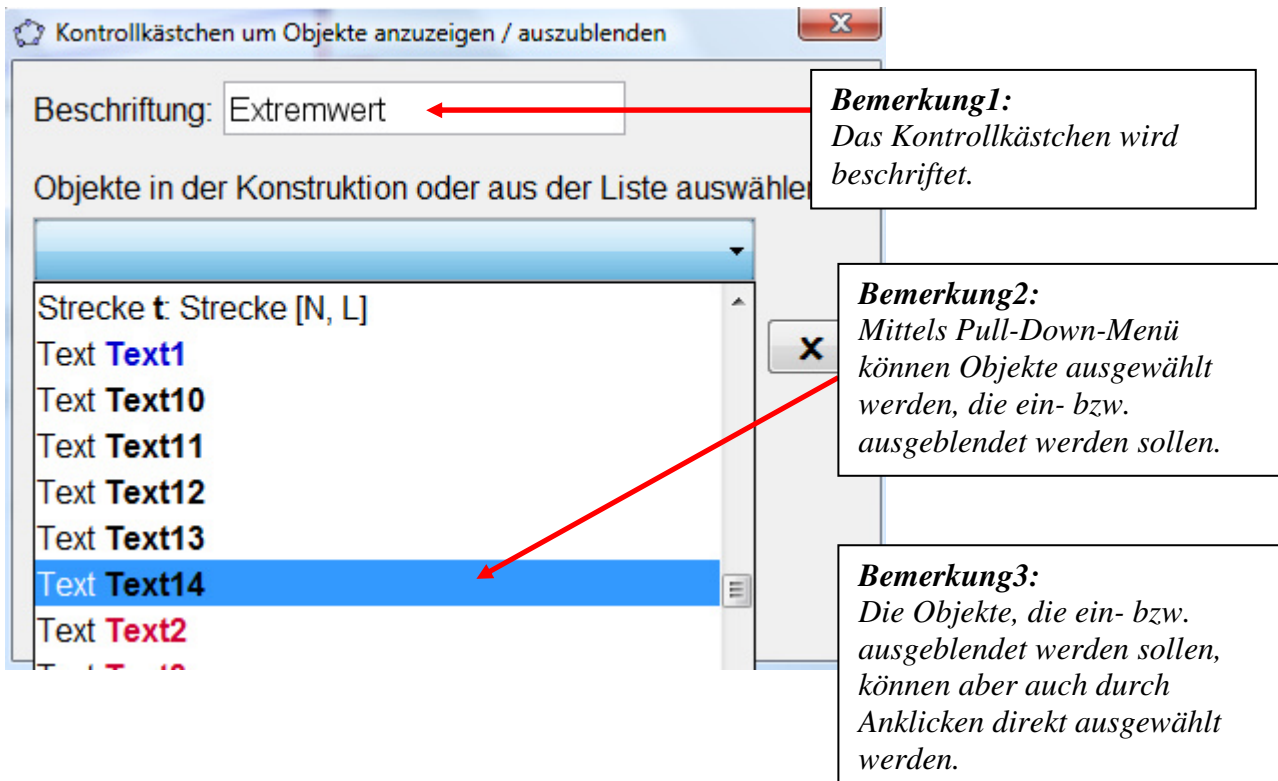 Kontrollkästchen um Objekte anzuzeigen / auszublenden
Beschriftung: Extremwert
Objekte in der Konstruktion oder aus der Liste auswähle
Strecke t: Strecke [N, L]
Text Text1
Text Text10
Text Text11
Text Text12
Text Text13
Text Text14
Text Text2
x
Bemerkung1:
Das Kontrollkästchen wird
beschriftet.
Bemerkung2:
Mittels Pull-Down-Menü
können Objekte ausgewählt
werden, die ein- bzw.
ausgeblendet werden sollen.
Bemerkung3:
Die Objekte, die ein- bzw.
ausgeblendet werden sollen,
können aber auch durch
Anklicken direkt ausgewählt
werden.